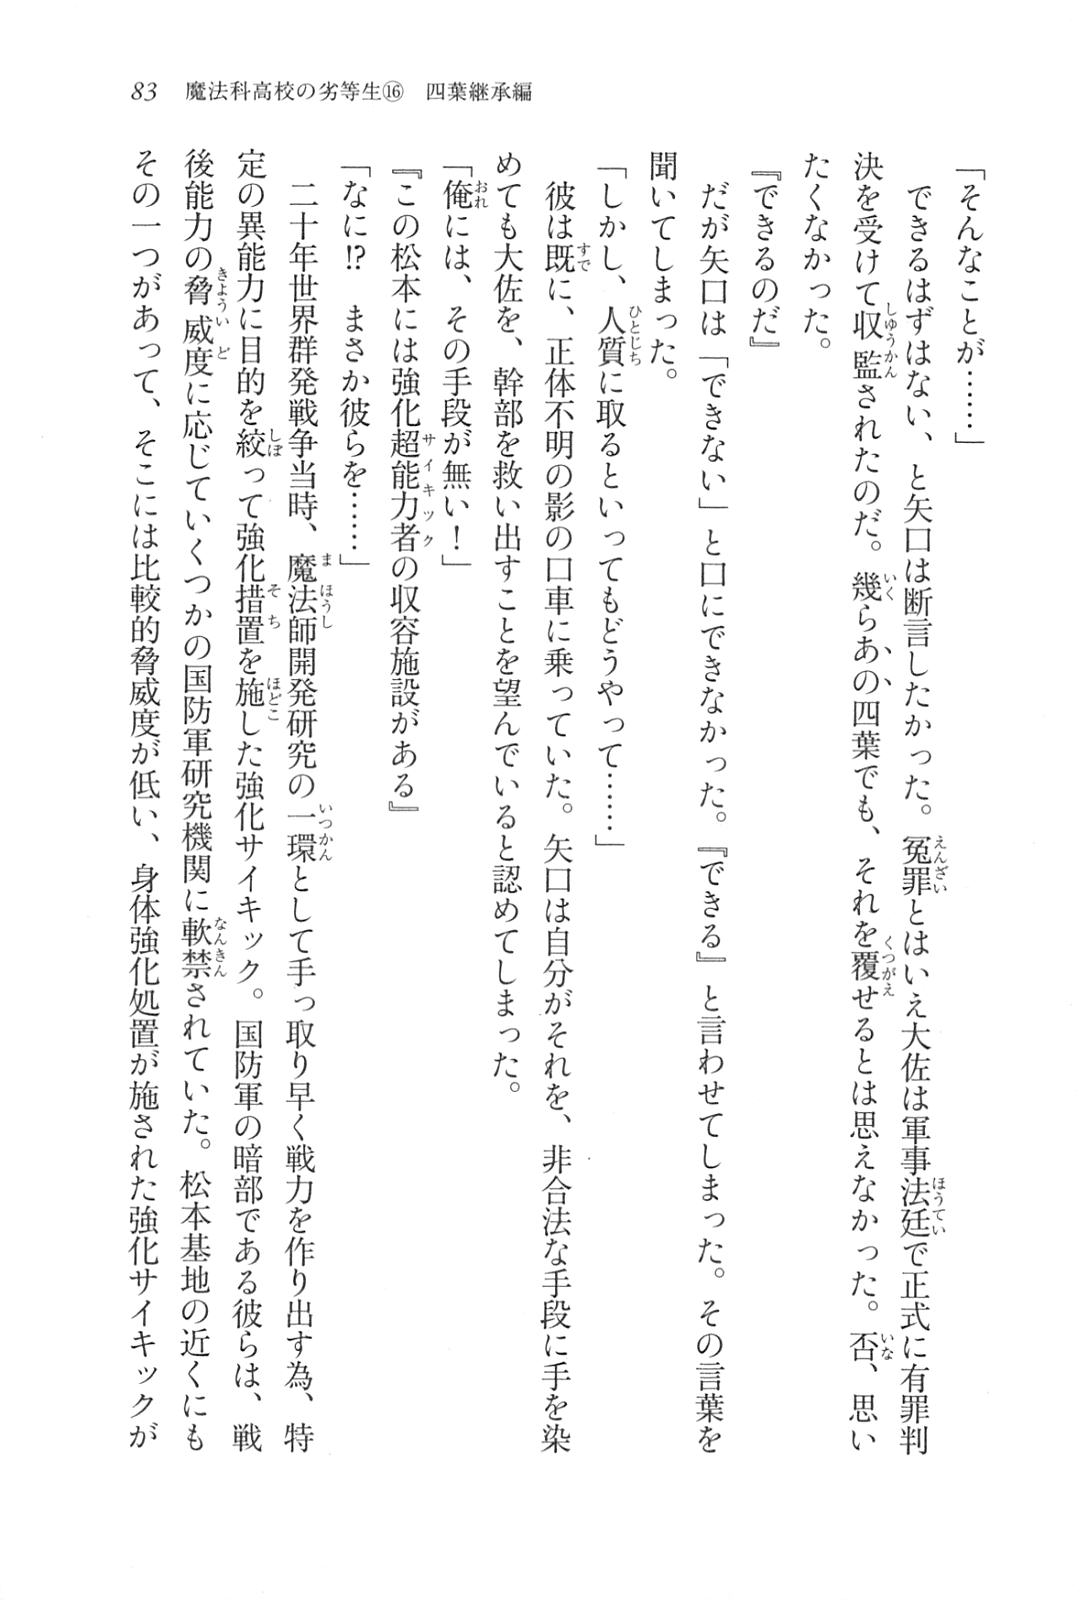 83　魔法科高校の劣等生⑯　四葉継承編
「そんなことが……」
　できるはずはない、と矢口は断言したかった。冤罪とはいえ大佐は軍事法廷で正式に有罪判
決を受けて収監されたのだ。幾らあの四葉でも、それを覆せるとは思えなかった。否、思い
たくなかった。
『できるのだ』
　だが矢口は「できない」と口にできなかった。『できる』と言わせてしまった。その言葉を
聞いてしまった。
「しかし、人質に取るといってもどうやって……」
　彼は既に、正体不明の影の口車に乗っていた。矢口は自分がそれを、非合法な手段に手を染
めても大佐を、幹部を救い出すことを望んでいると認めてしまった。
「俺には、その手段が無い！」
『この松本には強化超能力者の収容施設がある』
「なに!?　まさか彼らを……」
　二十年世界群発戦争当時、魔法師開発研究の一環として手っ取り早く戦力を作り出す為、特
定の異能力に目的を絞って強化措置を施した強化サイキック。国防軍の暗部である彼らは、戦
後能力の脅威度に応じていくつかの国防軍研究機関に軟禁されていた。松本基地の近くにも
その一つがあって、そこには比較的脅威度が低い、身体強化処置が施された強化サイキックが